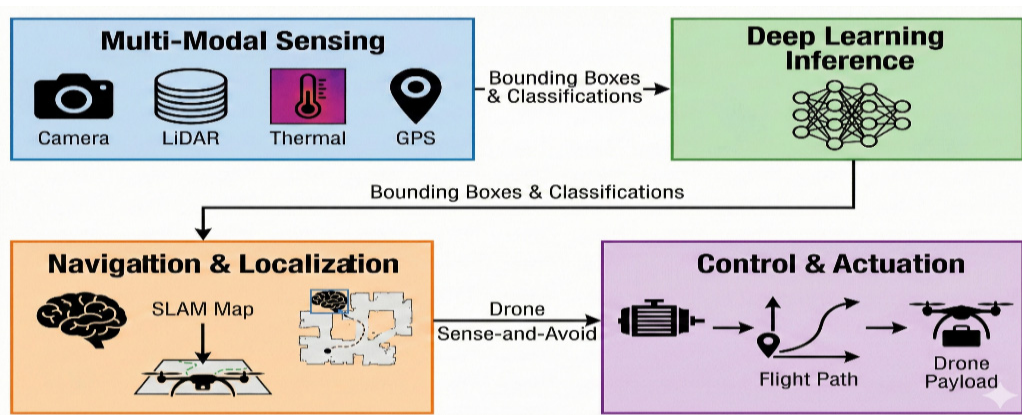 Multi-Modal Sensing
Camera
LiDAR
Thermal
GPS
Bounding Boxes
& Classifications
Deep Learning
Inference
Bounding Boxes & Classifications
Navigaltion & Localization
SLAM Map
Drone
Sense-and-Avoid
Control & Actuation
Flight Path
Drone
Payload